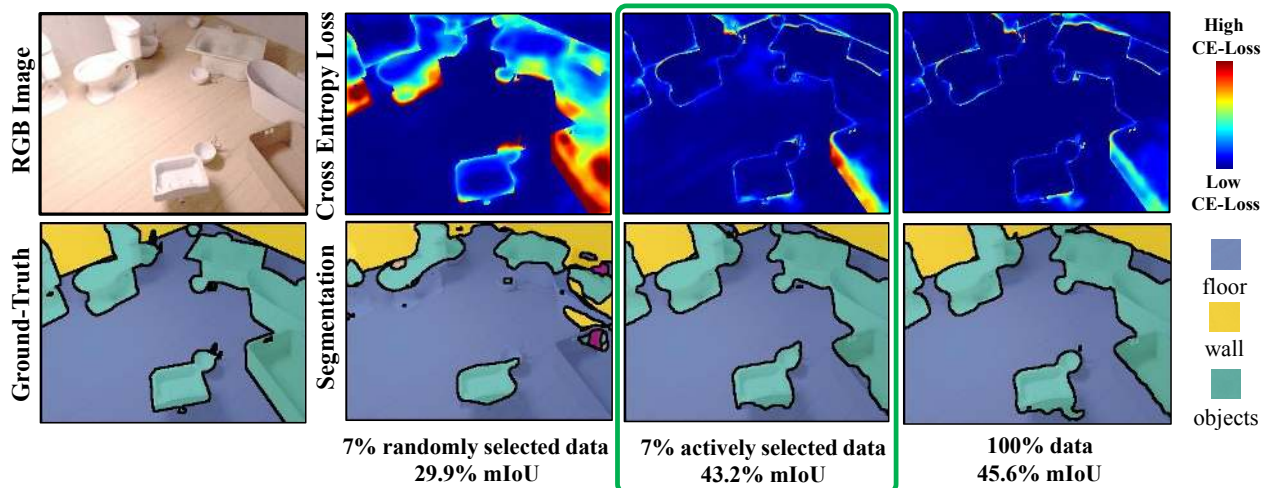 RGB Image
Cross Entropy Loss
High
CE-Loss
Low
CE-Loss
Ground-Truth
Segmentation
floor
wall
objects
7% randomly selected data
29.9% mIoU
7% actively selected data
43.2% mIoU
100% data
45.6% mIoU